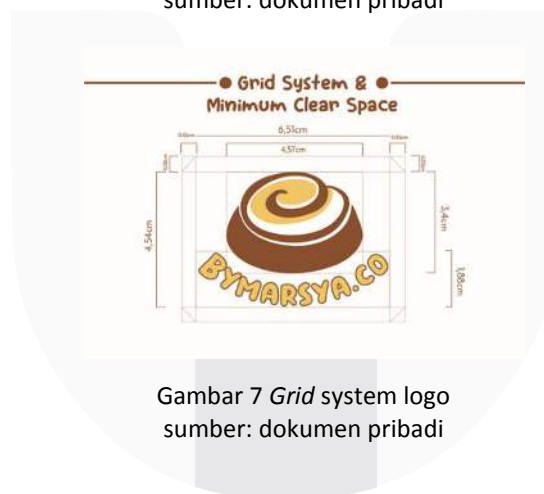 sumber: dokumen pribadi
Grid System &
Minimum Clear Space
6,51cm
4,57cm
4,54cm
3,4cm
1,88cm
BYMARSYA.CO
Gambar 7 Grid system logo
sumber: dokumen pribadi